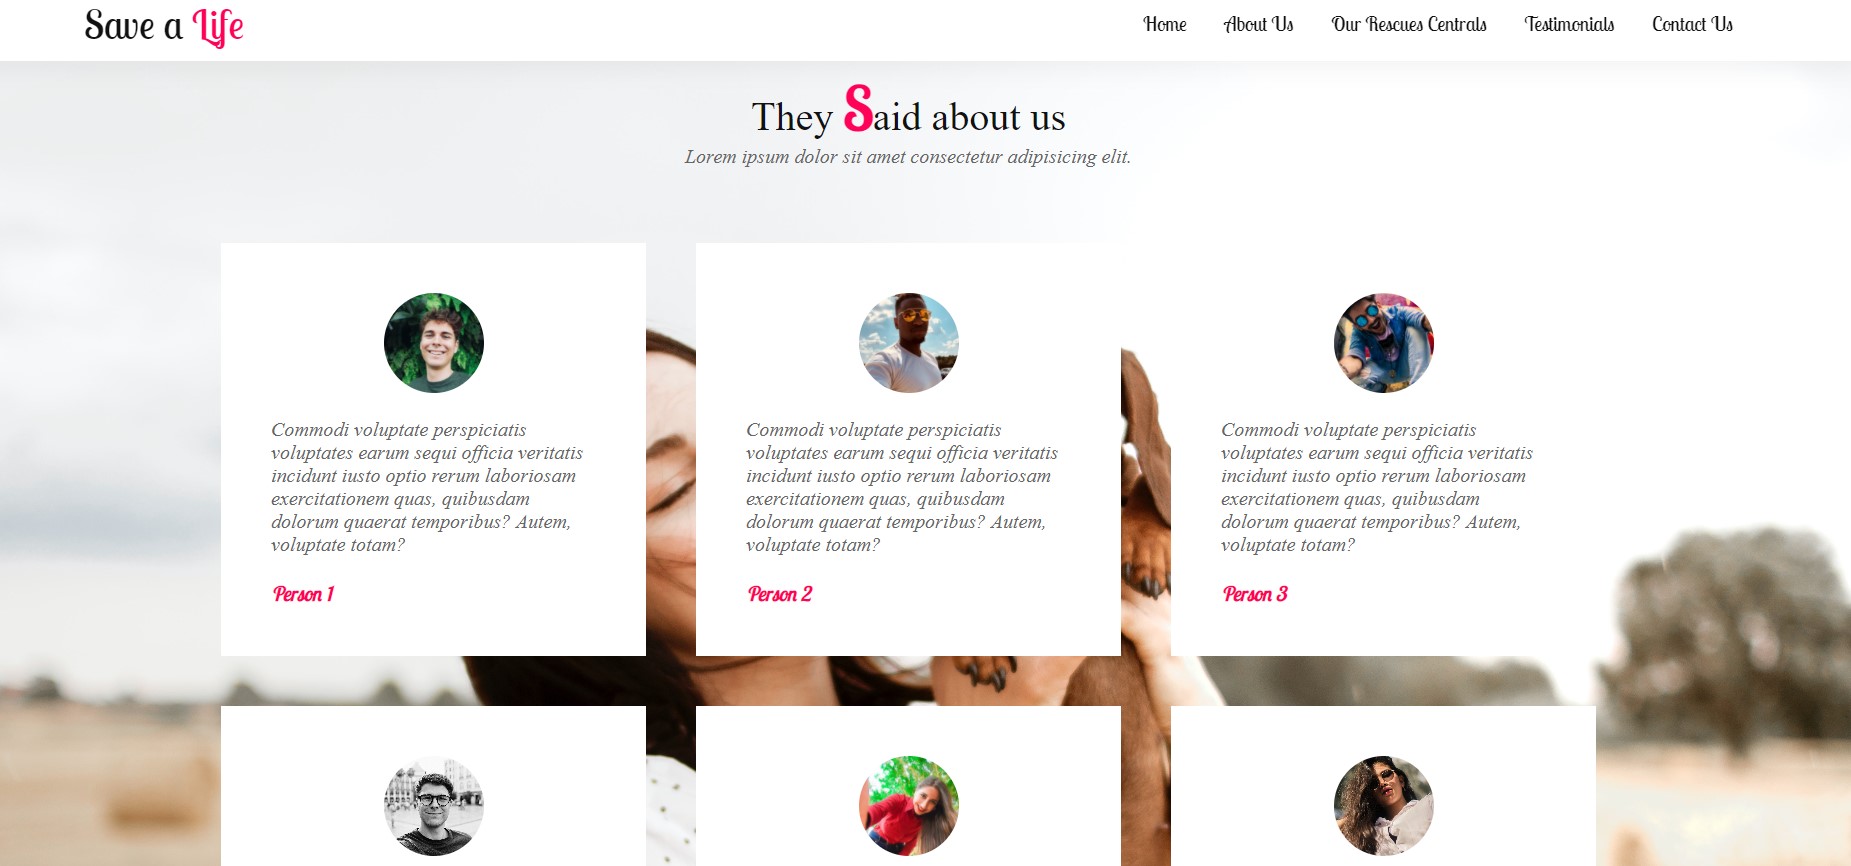 Save a Life
Home About Us Our Rescues Centrals Testimonials Contact Us
They Said about us
Lorem ipsum dolor sit amet consectetur adipisicing elit.
Commodi voluptate perspiciatis
voluptates earum sequi officia veritatis
incidunt iusto optio rerum laboriosam
exercitationem quas, quibusdam
dolorum quaerat temporibus? Autem,
voluptate totam?
Person 1
Commodi voluptate perspiciatis
voluptates earum sequi officia veritatis
incidunt iusto optio rerum laboriosam
exercitationem quas, quibusdam
dolorum quaerat temporibus? Autem,
voluptate totam?
Person 2
Commodi voluptate perspiciatis
voluptates earum sequi officia veritatis
incidunt iusto optio rerum laboriosam
exercitationem quas, quibusdam
dolorum quaerat temporibus? Autem,
voluptate totam?
Person 3